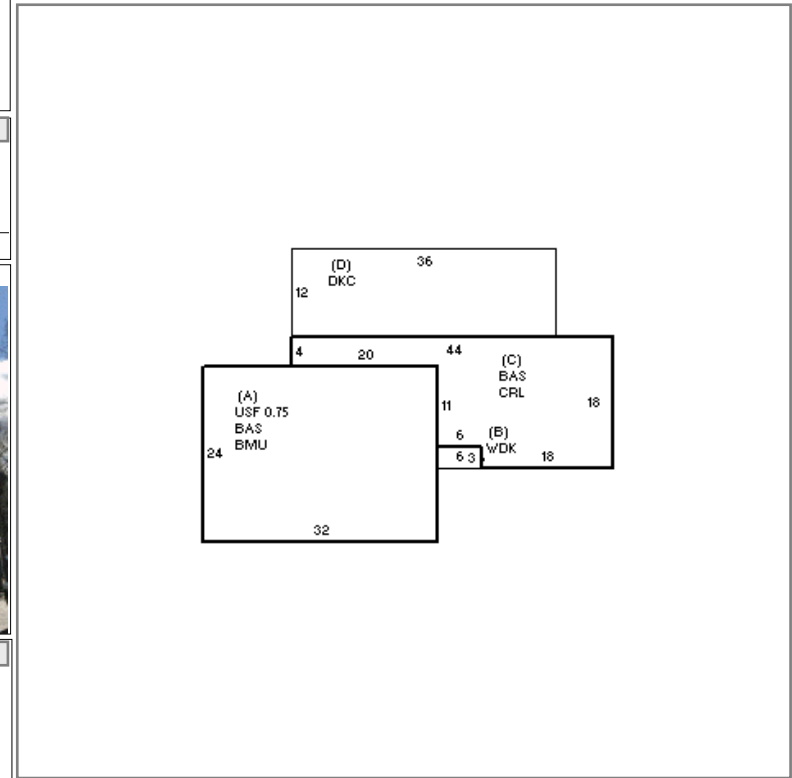 (D)
DKC
36
12
4
20
44
(C)
BAS
CRL
18
11
(A)
USF 0.75
BAS
BMU
24
6
(B)
WDK
6 3
18
32